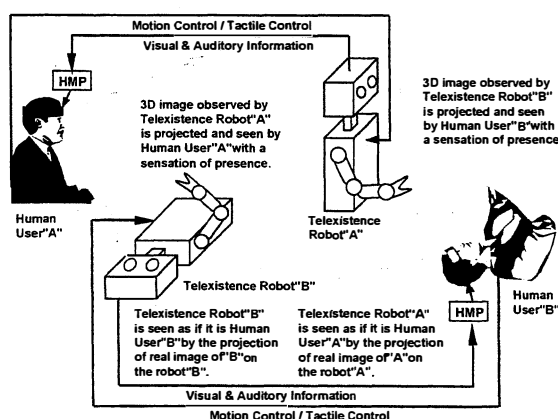 Motion Control / Tactile Control
Visual & Auditory Information
HMP
3D image observed by
Telexistence Robot"A"
is projected and seen by
Human User"A"with a
sensation of presence.
3D image observed by
Telexistence Robot"B"
is projected and seen
by Human User"B"with
a sensation of presence
Human
User"A"
Telexistence
Robot"A"
Telexistence Robot"B"
Telexistence Robot"B"
is seen as if it is Human
User"B"by the projection
of real image of"B"on
the robot"B".
Telexistence Robot"A"
is seen as if it is Human
User"A"by the projection
of real image of"A"on
the robot"A".
HMP
Human
User"B"
Visual & Auditory Information
Motion Control / Tactile Control